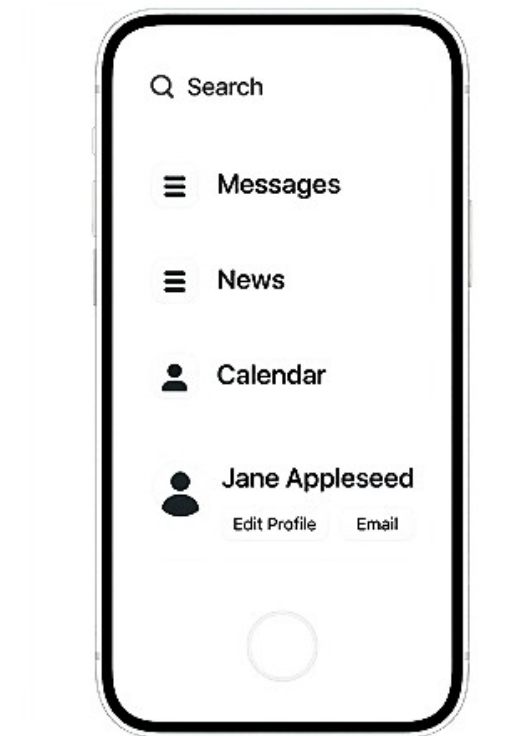 Search
Messages
News
Calendar
Jane Appleseed
Edit Profile Email